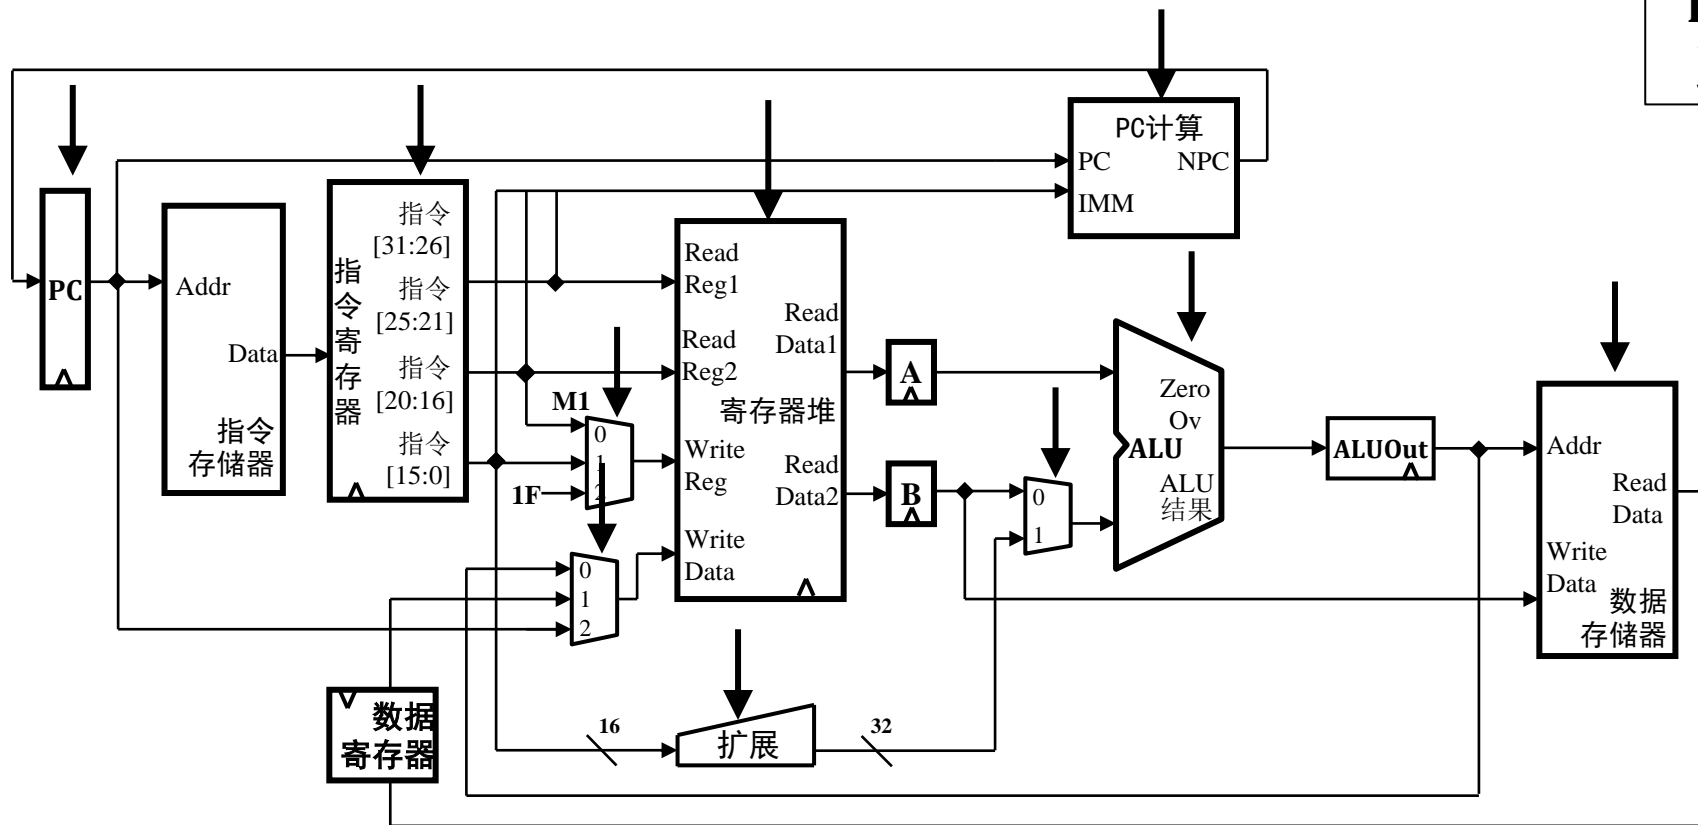 PC计算
PC
NPC
IMM
指令
[31:26]
指令
[25:21]
指令
[20:16]
指令
[15:0]
指令寄存器
PC
Addr
Data
指令
存储器
Read
Reg1
Read
Reg2
Read
Data1
寄存器堆
Write
Reg
Read
Data2
Write
Data
M1
0
1
2
1F
0
1
2
A
B
0
1
Zero
Ov
ALU
ALU
结果
ALUOut
Addr
Read
Data
Write
Data
数据
存储器
数据
寄存器
16
扩展
32